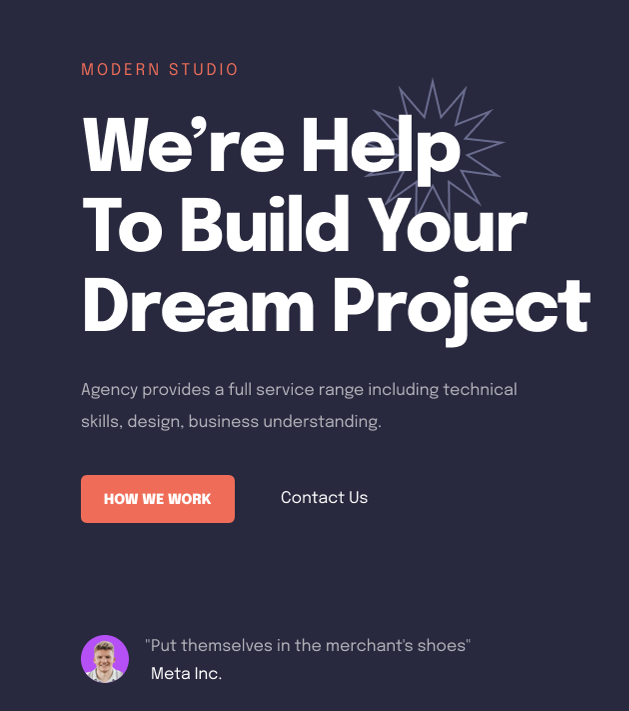 MODERN STUDIO
We’re Help
To Build Your
Dream Project
Agency provides a full service range including technical
skills, design, business understanding.
HOW WE WORK
Contact Us
"Put themselves in the merchant's shoes"
Meta Inc.